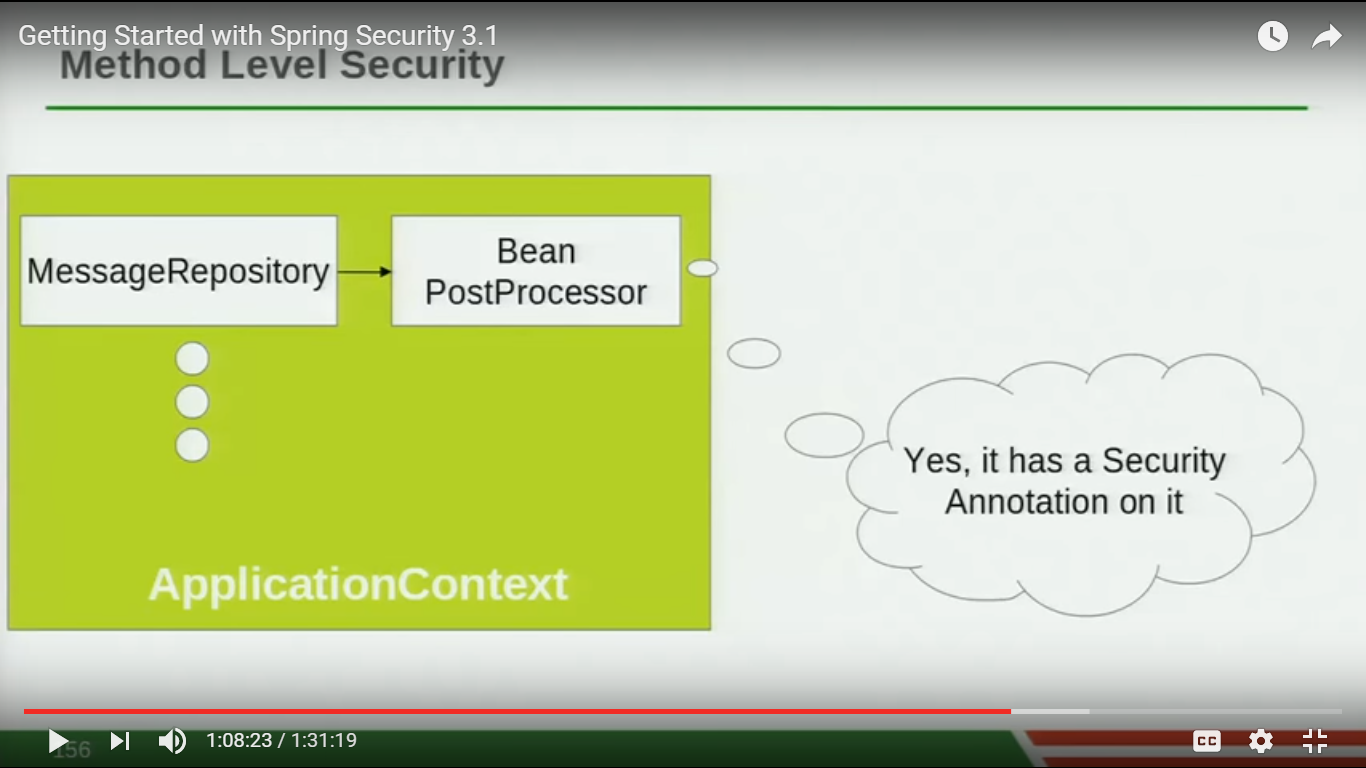 Getting Started with Spring Security 3.1
Method Level Security
MessageRepository
Bean
PostProcessor
Yes, it has a Security
Annotation on it
ApplicationContext
156
1:08:23 / 1:31:19
CC